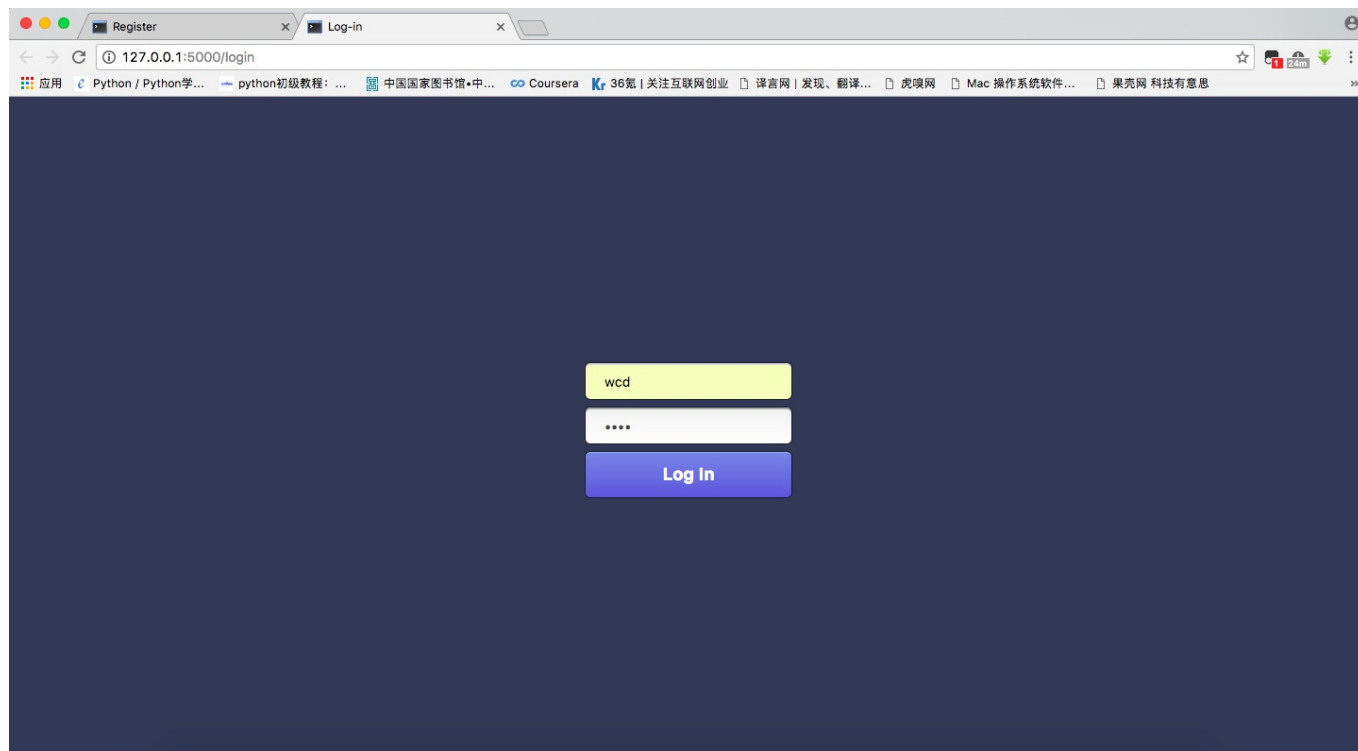 Register
Log-in
127.0.0.1:5000/login
应用 Python / Python学... python初级教程：... 中国国家图书馆•中... Coursera 36氪 | 关注互联网创业 译言网 | 发现、翻译... 虎嗅网 Mac 操作系统软件... 果壳网 科技有意思 »
1 24m
wcd
••••
Log In